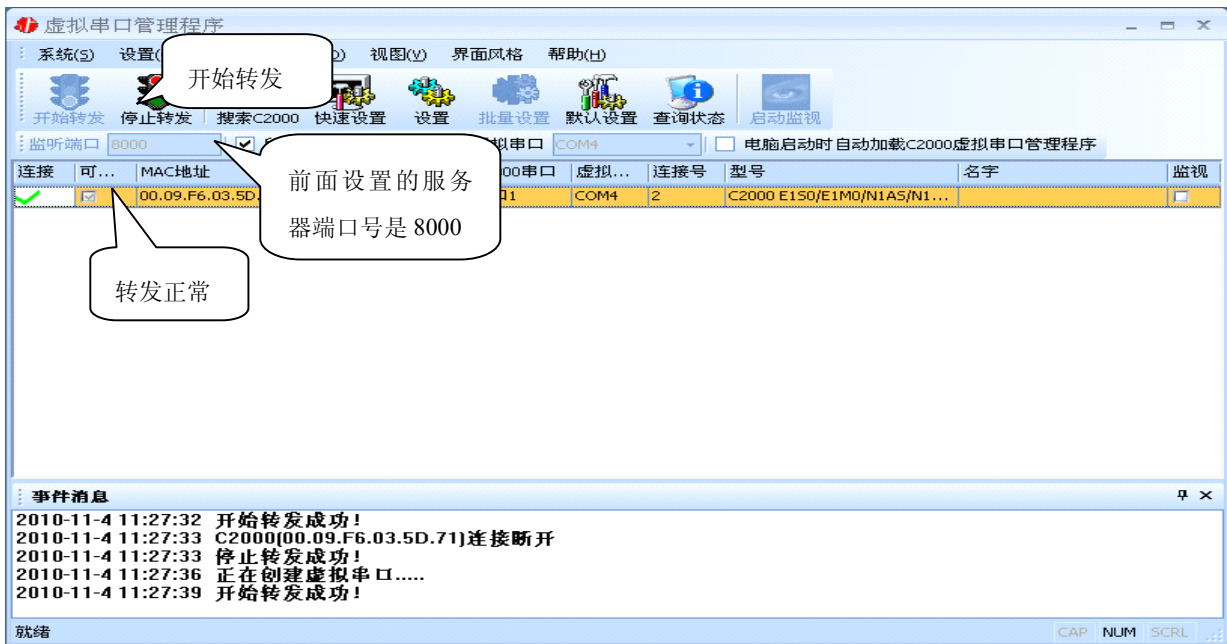 虚拟串口管理程序
系统(S) 设置( 视图(V) 界面风格 帮助(H)
开始转发
开始转发 停止转发 搜索C2000 快速设置 设置 批量设置 默认设置 查询状态 启动监视
监听端口 8000 拟串口 COM4 电脑启动时自动加载C2000虚拟串口管理程序
连接 可... MAC地址 00串口 虚拟... 连接号 型号 名字 监视
00.09.F6.03.5D. 1 COM4 2 C2000 E1S0/E1M0/N1A5/N1...
前面设置的服务
器端口号是 8000
转发正常
事件消息
2010-11-4 11:27:32 开始转发成功!
2010-11-4 11:27:33 C2000(00.09.F6.03.5D.71)连接断开
2010-11-4 11:27:33 停止转发成功!
2010-11-4 11:27:36 正在创建虚拟串口.....
2010-11-4 11:27:39 开始转发成功!
就绪 CAP NUM SCRL